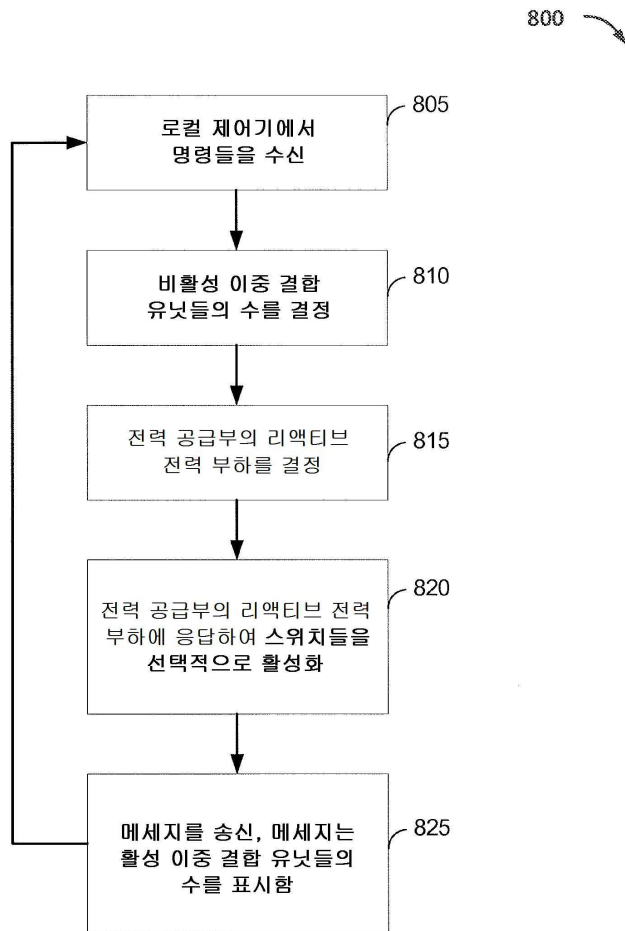 800
로컬 제어기에서
명령들을 수신
805
비활성 이중 결합
유닛들의 수를 결정
810
전력 공급부의 리액티브
전력 부하를 결정
815
전력 공급부의 리액티브 전력
부하에 응답하여 스위치들을
선택적으로 활성화
820
메세지를 송신, 메세지는
활성 이중 결합 유닛들의
수를 표시함
825